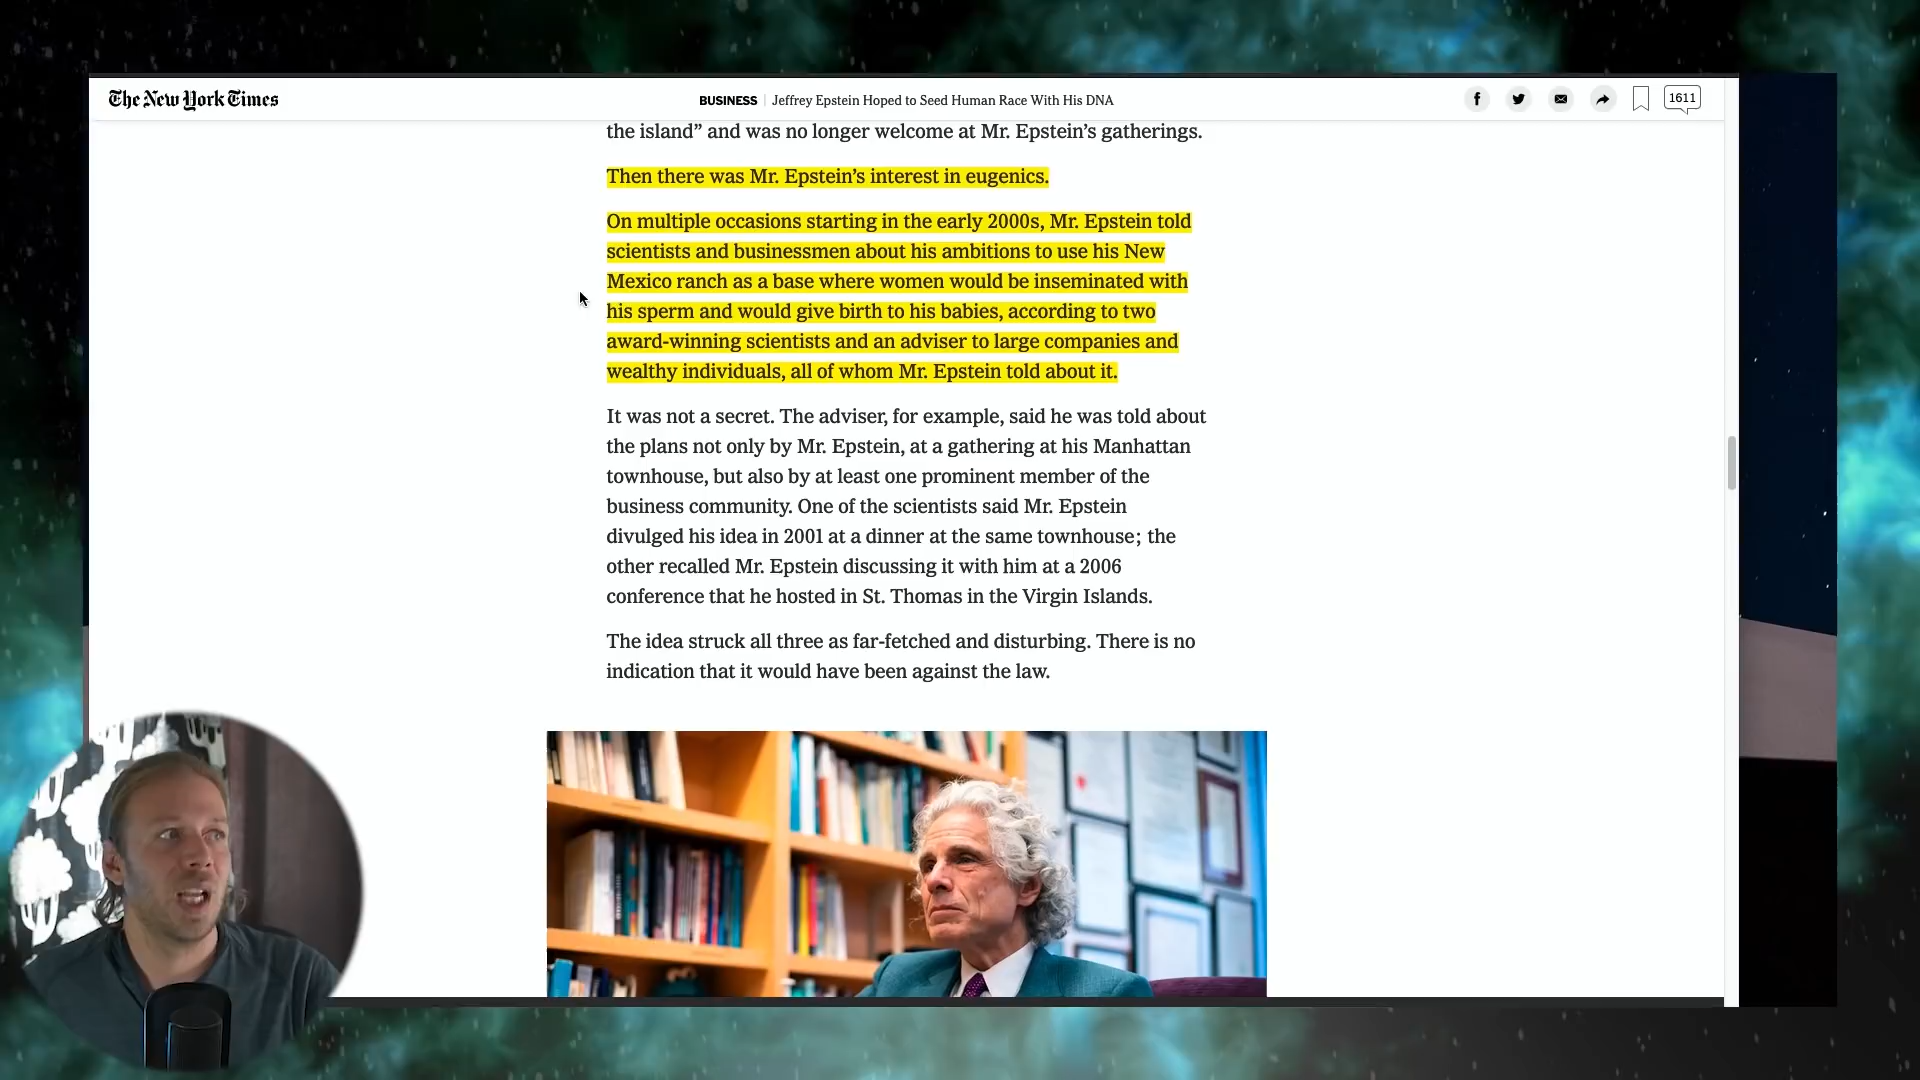 The New York Times
BUSINESS | Jeffrey Epstein Hoped to Seed Human Race With His DNA
1611
the island” and was no longer welcome at Mr. Epstein’s gatherings.
Then there was Mr. Epstein’s interest in eugenics.
On multiple occasions starting in the early 2000s, Mr. Epstein told
scientists and businessmen about his ambitions to use his New
Mexico ranch as a base where women would be inseminated with
his sperm and would give birth to his babies, according to two
award-winning scientists and an adviser to large companies and
wealthy individuals, all of whom Mr. Epstein told about it.
It was not a secret. The adviser, for example, said he was told about
the plans not only by Mr. Epstein, at a gathering at his Manhattan
townhouse, but also by at least one prominent member of the
business community. One of the scientists said Mr. Epstein
divulged his idea in 2001 at a dinner at the same townhouse; the
other recalled Mr. Epstein discussing it with him at a 2006
conference that he hosted in St. Thomas in the Virgin Islands.
The idea struck all three as far-fetched and disturbing. There is no
indication that it would have been against the law.